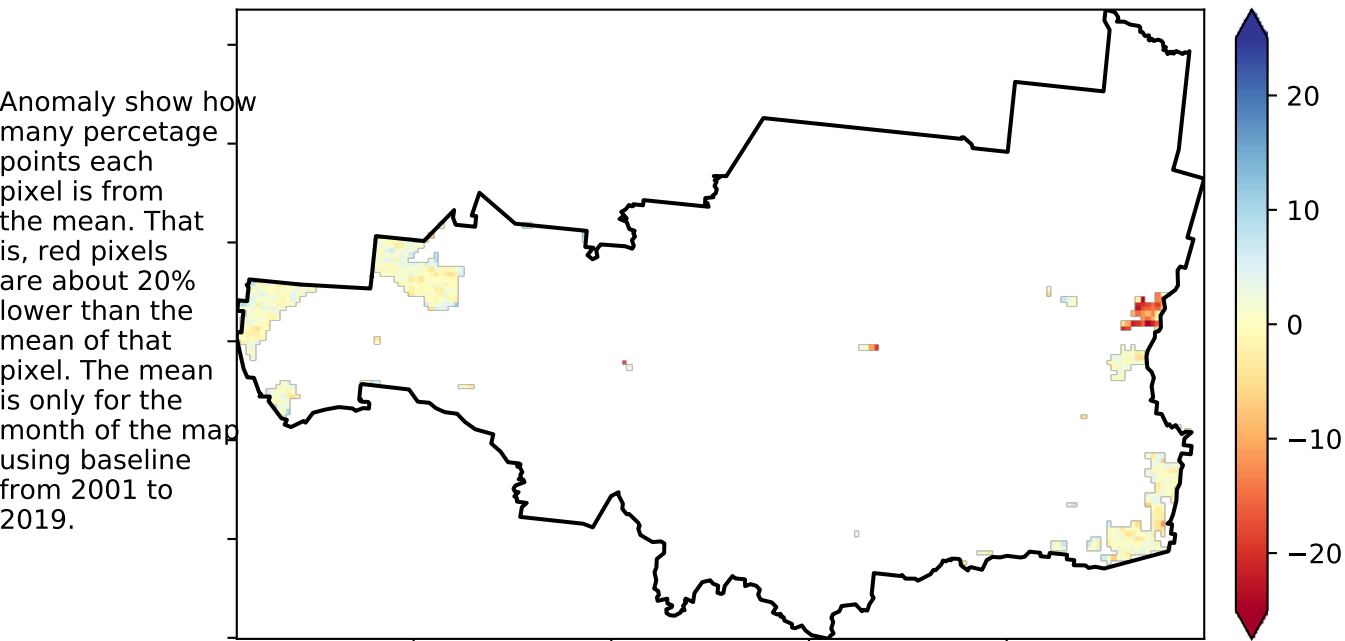 Anomaly show how
many percetage
points each
pixel is from
the mean. That
is, red pixels
are about 20%
lower than the
mean of that
pixel. The mean
is only for the
month of the map
using baseline
from 2001 to
2019.
20
10
0
−10
−20